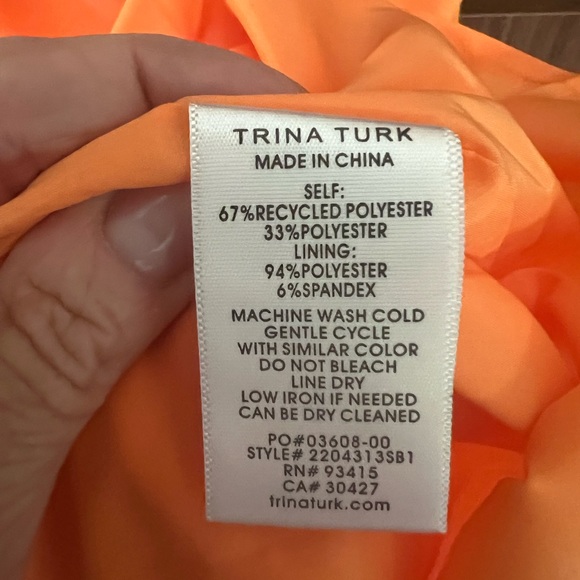 TRINA TURK
MADE IN CHINA
SELF:
67%RECYCLED POLYESTER
33%POLYESTER
LINING:
94%POLYESTER
6%SPANDEX
MACHINE WASH COLD
GENTLE CYCLE
WITH SIMILAR COLOR
DO NOT BLEACH
LINE DRY
LOW IRON IF NEEDED
CAN BE DRY CLEANED
PO#03608-00
STYLE# 2204313SB1
RN# 93415
CA# 30427
trinaturk.com